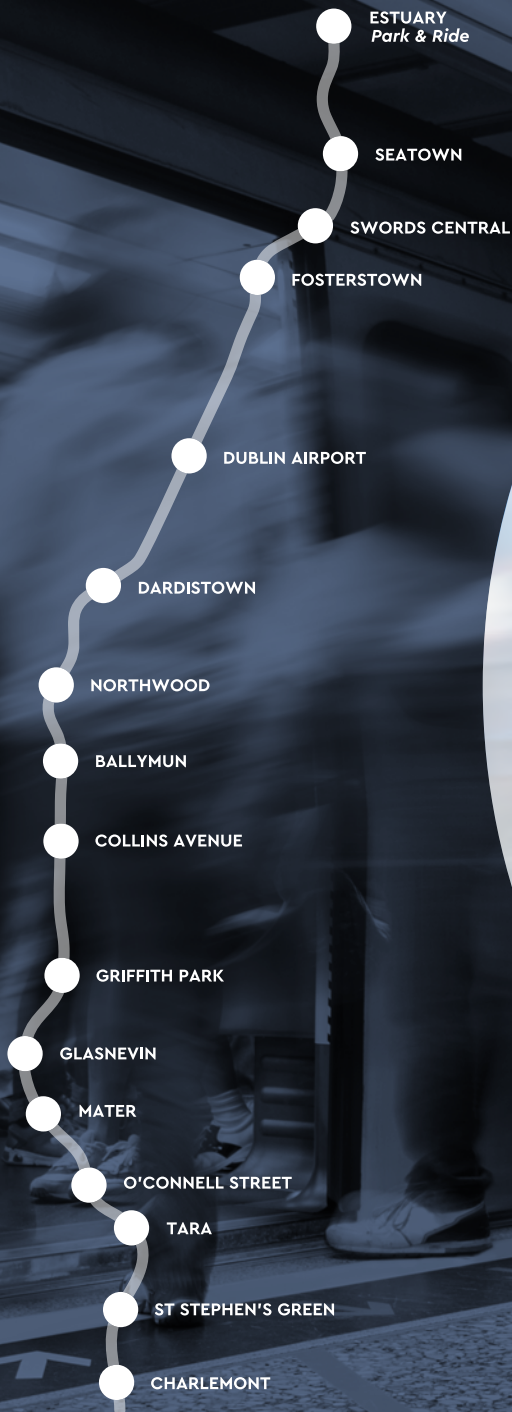 ESTUARY
Park & Ride
SEATOWN
SWORDS CENTRAL
FOSTERSTOWN
DUBLIN AIRPORT
DARDISTOWN
NORTHWOOD
BALLYMUN
COLLINS AVENUE
GRIFFITH PARK
GLASNEVIN
MATER
O'CONNELL STREET
TARA
ST STEPHEN'S GREEN
CHARLEMONT